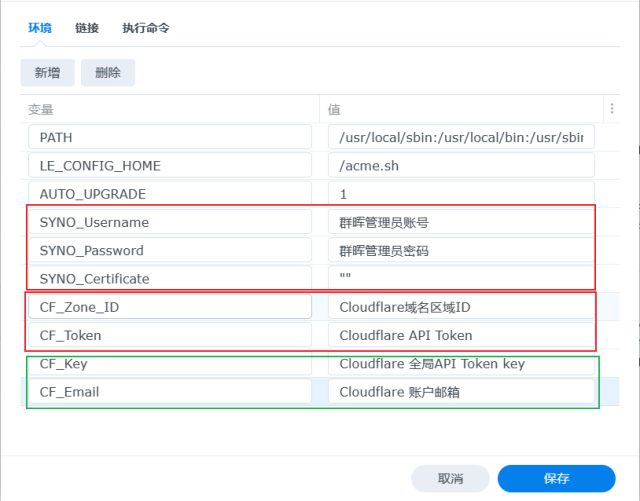 环境 链接 执行命令
新增 删除
变量 值
PATH /usr/local/sbin:/usr/local/bin:/usr/sbin
LE_CONFIG_HOME /acme.sh
AUTO_UPGRADE 1
SYNO_Username 群晖管理员账号
SYNO_Password 群晖管理员密码
SYNO_Certificate ""
CF_Zone_ID Cloudflare域名区域ID
CF_Token Cloudflare API Token
CF_Key Cloudflare 全局API Token key
CF_Email Cloudflare 账户邮箱
取消 保存